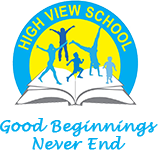 HIGH VIEW SCHOOL
Good Beginnings
Never End